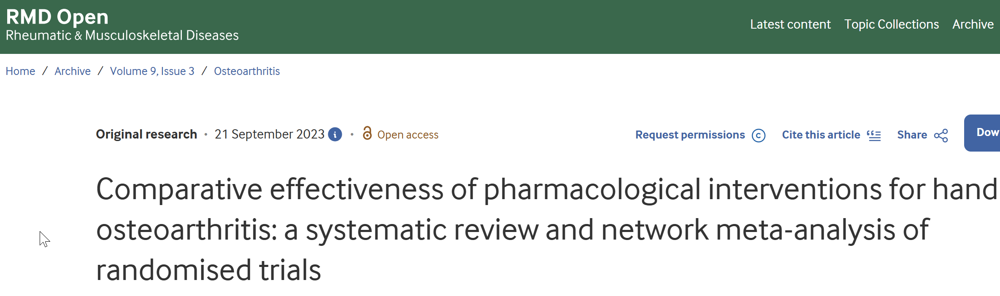 RMD Open
Rheumatic & Musculoskeletal Diseases
Latest content Topic Collections Archive
Home / Archive / Volume 9, Issue 3 / Osteoarthritis
Original research • 21 September 2023 • Open access
Request permissions Cite this article Share Dow
Comparative effectiveness of pharmacological interventions for hand
osteoarthritis: a systematic review and network meta-analysis of
randomised trials